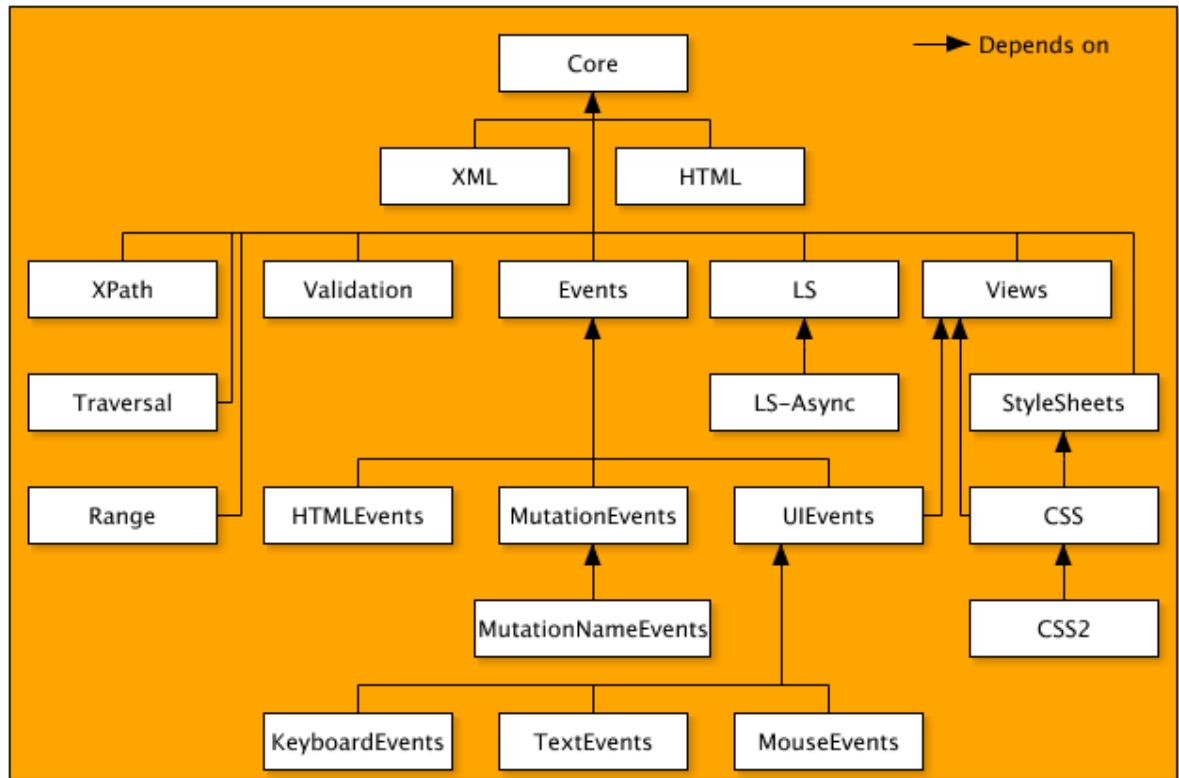 Depends on
Core
XML
HTML
XPath
Validation
Events
LS
Views
Traversal
LS-Async
StyleSheets
Range
HTMLEvents
MutationEvents
UIEvents
CSS
MutationNameEvents
CSS2
KeyboardEvents
TextEvents
MouseEvents